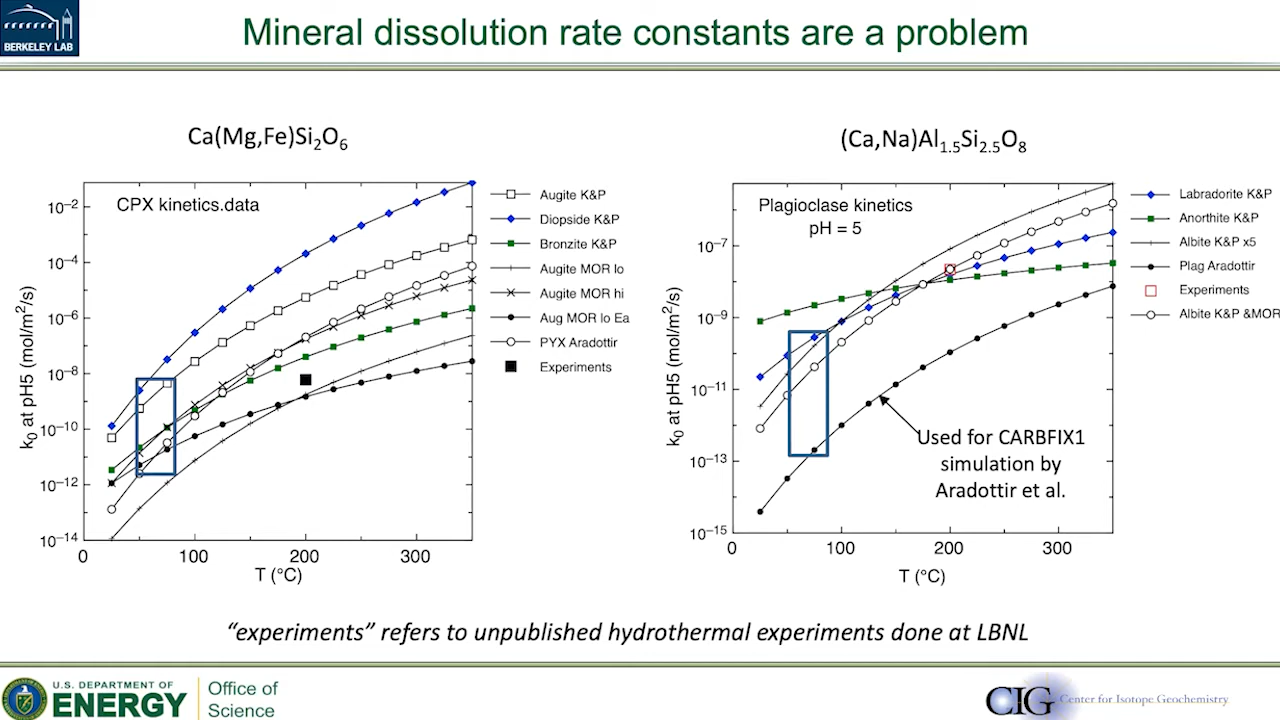 BERKELEY LAB
Mineral dissolution rate constants are a problem
Ca(Mg,Fe)Si₂O₆
(Ca,Na)Al₁.₅Si₂.₅O₈
CPX kinetics.data
k₀ at pH5 (mol/m²/s)
10⁻²
10⁻⁴
10⁻⁶
10⁻⁸
10⁻¹⁰
10⁻¹²
10⁻¹⁴
0
100
200
300
T (°C)
Augite K&P
Diopside K&P
Bronzite K&P
Augite MOR lo
Augite MOR hi
Aug MOR lo Ea
PYX Aradottir
Experiments
Plagioclase kinetics
pH = 5
k₀ at pH5 (mol/m²/s)
10⁻⁷
10⁻⁹
10⁻¹¹
10⁻¹³
10⁻¹⁵
0
100
200
300
T (°C)
Used for CARBFIX1
simulation by
Aradottir et al.
Labradorite K&P
Anorthite K&P
Albite K&P x5
Plag Aradottir
Experiments
Albite K&P &MOR
“experiments” refers to unpublished hydrothermal experiments done at LBNL
U.S. DEPARTMENT OF
ENERGY
Office of
Science
CIG
Center for Isotope Geochemistry